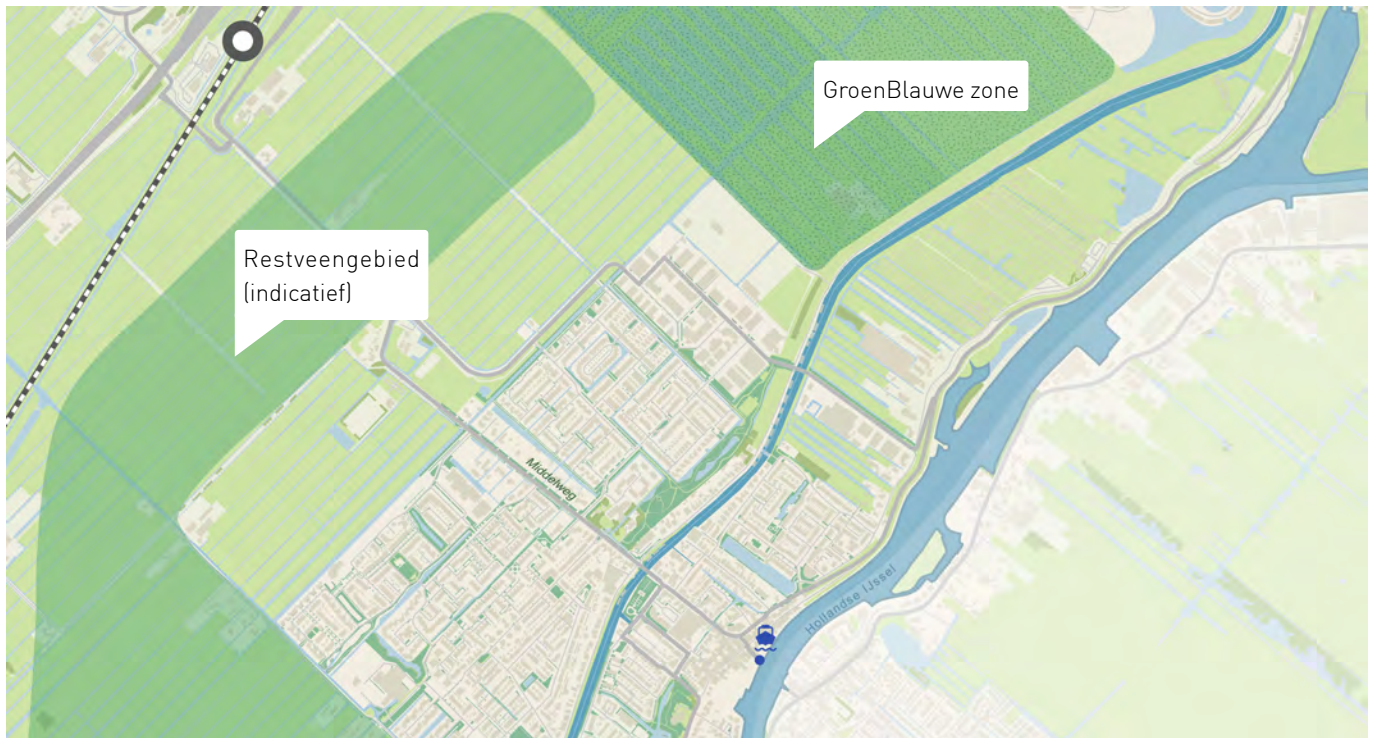 GroenBlauwe zone
Restveengebied
(indicatief)
Middelweg
Hollandse IJssel